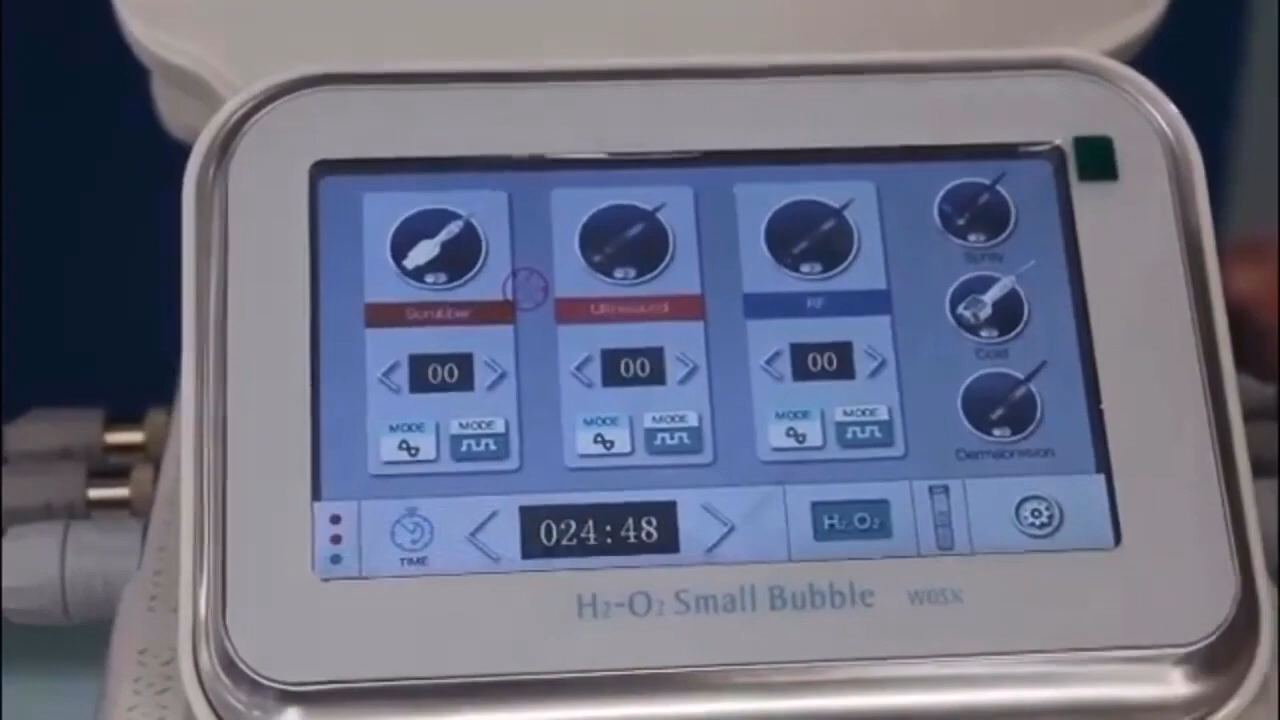 Scrubber
Ultrasound
RF
00
00
00
MODE MODE
MODE MODE
MODE MODE
Spray
Cold
TIME
024:48
H₂O₂
H₂-O₂ Small Bubble